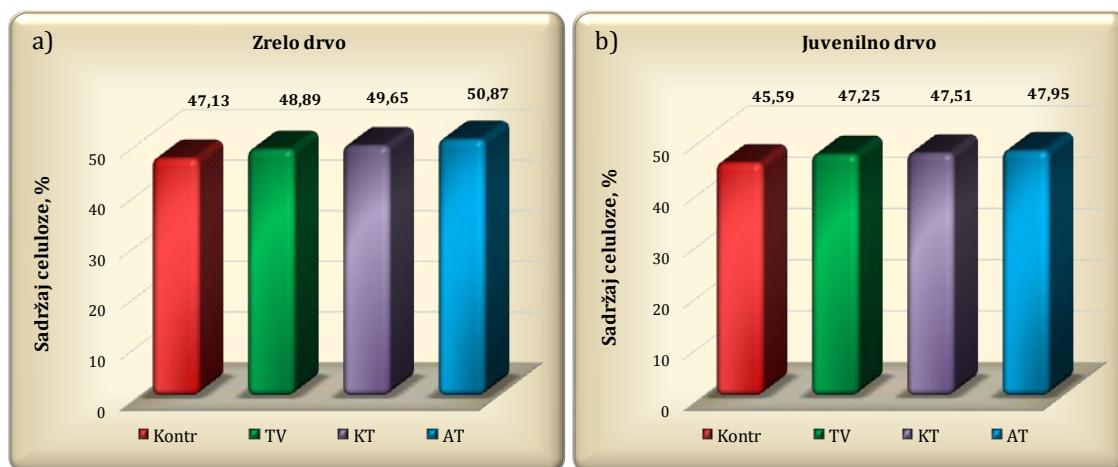 a)
Zrelo drvo
47,13 48,89 49,65 50,87
Sadržaj celuloze, %
50
40
30
20
10
0
Kontr TV KT AT
b)
Juvenilno drvo
45,59 47,25 47,51 47,95
Sadržaj celuloze, %
50
40
30
20
10
0
Kontr TV KT AT